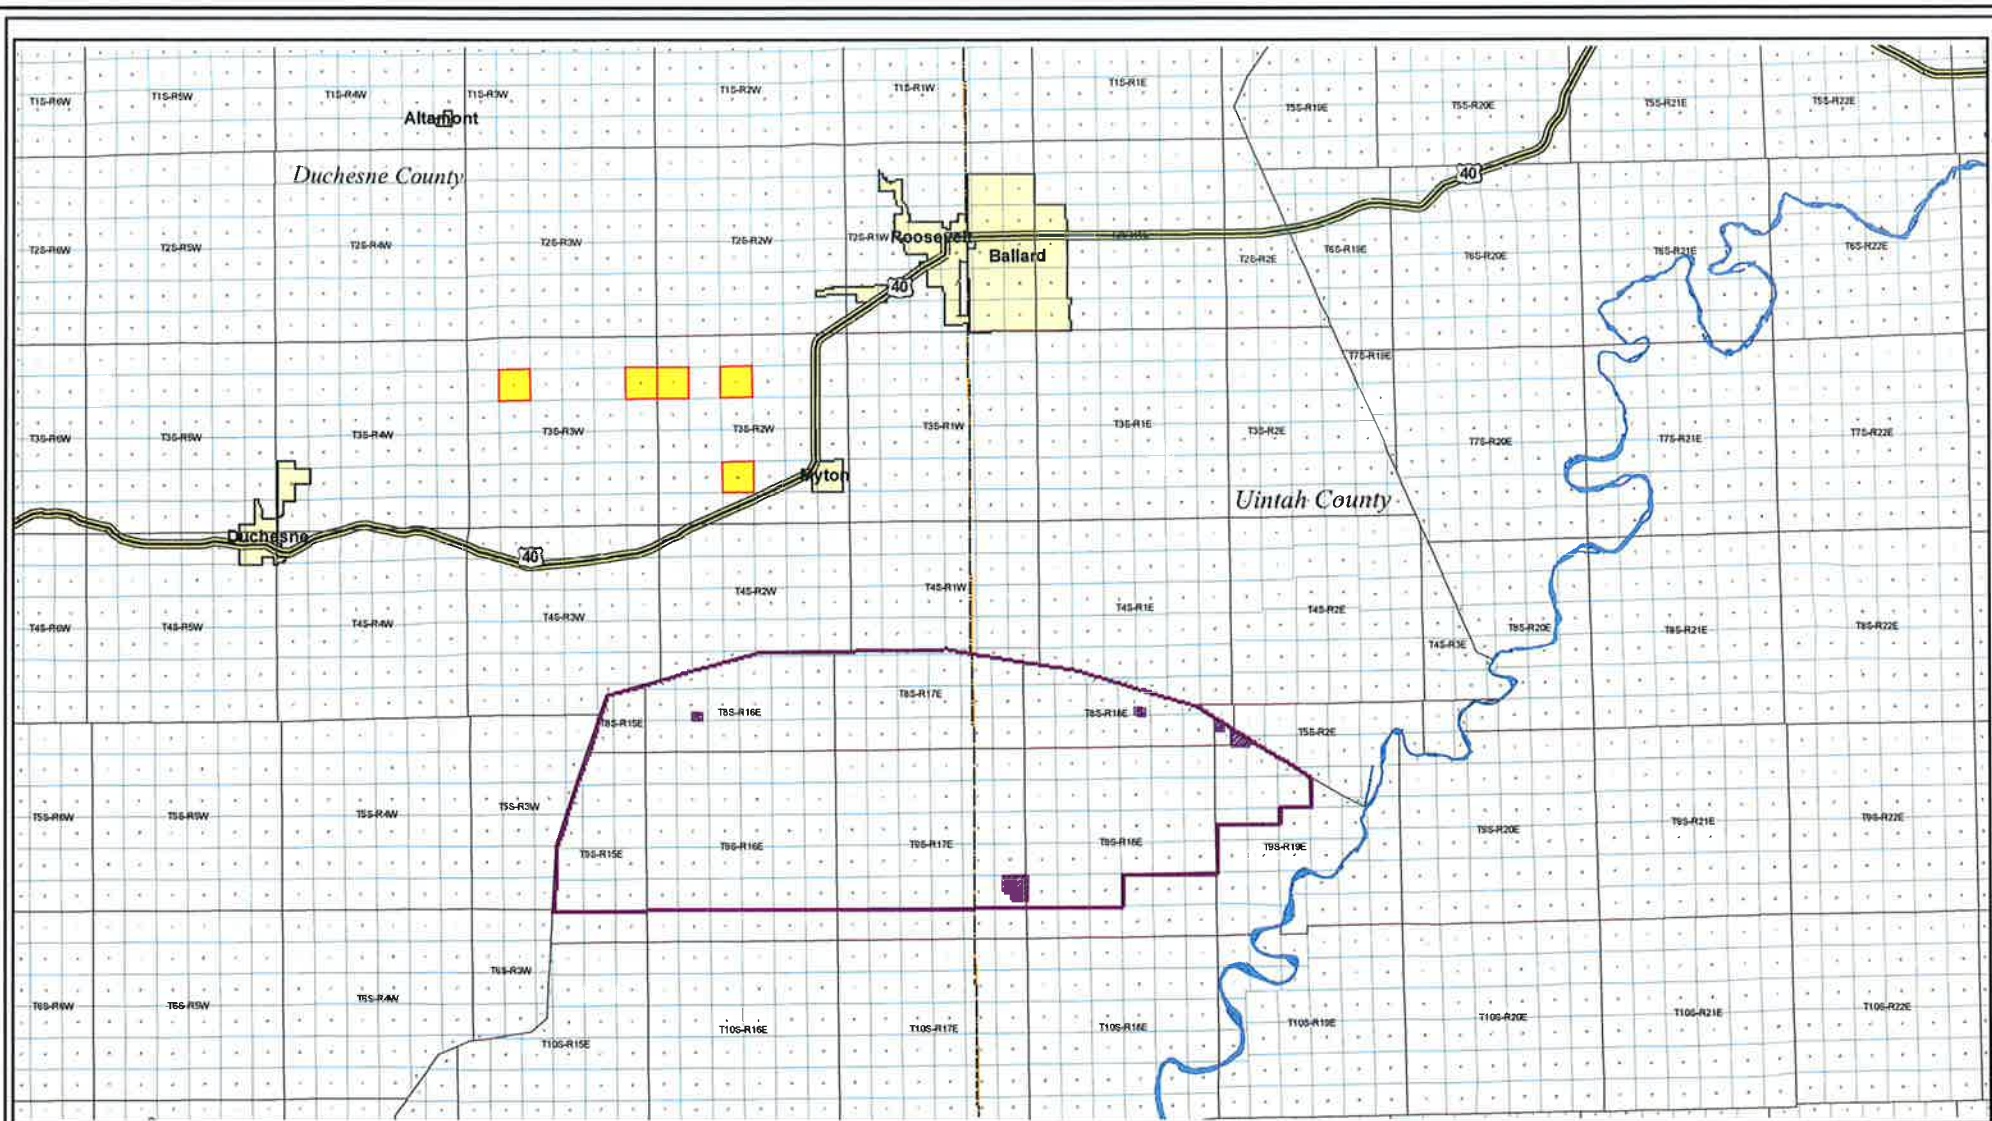 T1S-R6W
T1S-R5W
T1S-R4W
T1S-R3W
T1S-R2W
T1S-R1W
T1S-R1E
T5S-R19E
T5S-R20E
T5S-R21E
T5S-R22E
Altamont
Duchesne County
40
T2S-R6W
T2S-R5W
T2S-R4W
T2S-R3W
T2S-R2W
T2S-R1W
Roosevelt
Ballard
T2S-R2E
T6S-R19E
T6S-R20E
T6S-R21E
T6S-R22E
40
T7S-R19E
T3S-R6W
T3S-R5W
T3S-R4W
T3S-R3W
T3S-R2W
T3S-R1W
T3S-R1E
T3S-R2E
T7S-R20E
T7S-R21E
T7S-R22E
Myton
Uintah County
Duchesne
40
T4S-R6W
T4S-R5W
T4S-R4W
T4S-R3W
T4S-R2W
T4S-R1W
T4S-R1E
T4S-R2E
T4S-R3E
T8S-R20E
T8S-R21E
T8S-R22E
T8S-R15E
T8S-R16E
T8S-R17E
T8S-R18E
T5S-R2E
T5S-R6W
T5S-R5W
T5S-R4W
T5S-R3W
T9S-R15E
T9S-R16E
T9S-R17E
T9S-R18E
T9S-R19E
T9S-R20E
T9S-R21E
T9S-R22E
T6S-R6W
T6S-R5W
T6S-R4W
T6S-R3W
T10S-R15E
T10S-R16E
T10S-R17E
T10S-R18E
T10S-R19E
T10S-R20E
T10S-R21E
T10S-R22E